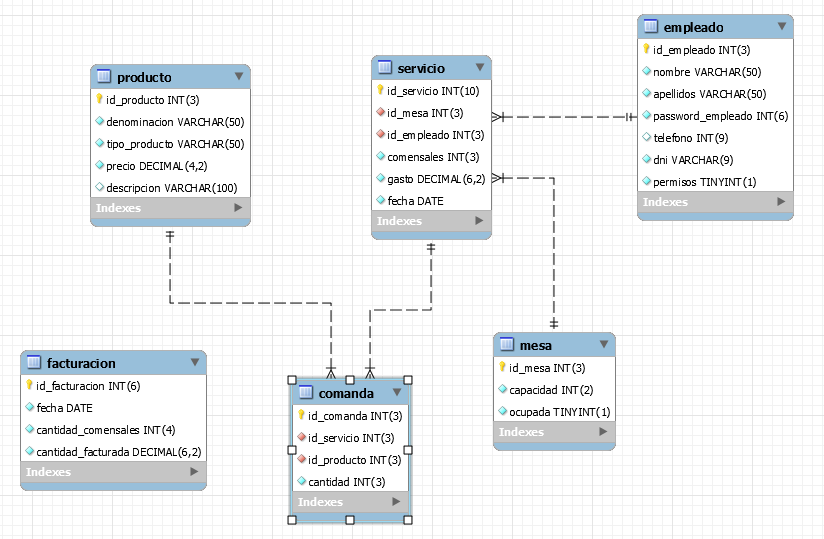 producto
id_producto INT(3)
denominacion VARCHAR(50)
tipo_producto VARCHAR(50)
precio DECIMAL(4,2)
descripcion VARCHAR(100)
Indexes
servicio
id_servicio INT(10)
id_mesa INT(3)
id_empleado INT(3)
comensales INT(3)
gasto DECIMAL(6,2)
fecha DATE
Indexes
empleado
id_empleado INT(3)
nombre VARCHAR(50)
apellidos VARCHAR(50)
password_empleado INT(6)
telefono INT(9)
dni VARCHAR(9)
permisos TINYINT(1)
Indexes
facturacion
id_facturacion INT(6)
fecha DATE
cantidad_comensales INT(4)
cantidad_facturada DECIMAL(6,2)
Indexes
comanda
id_comanda INT(3)
id_servicio INT(3)
id_producto INT(3)
cantidad INT(3)
Indexes
mesa
id_mesa INT(3)
capacidad INT(2)
ocupada TINYINT(1)
Indexes